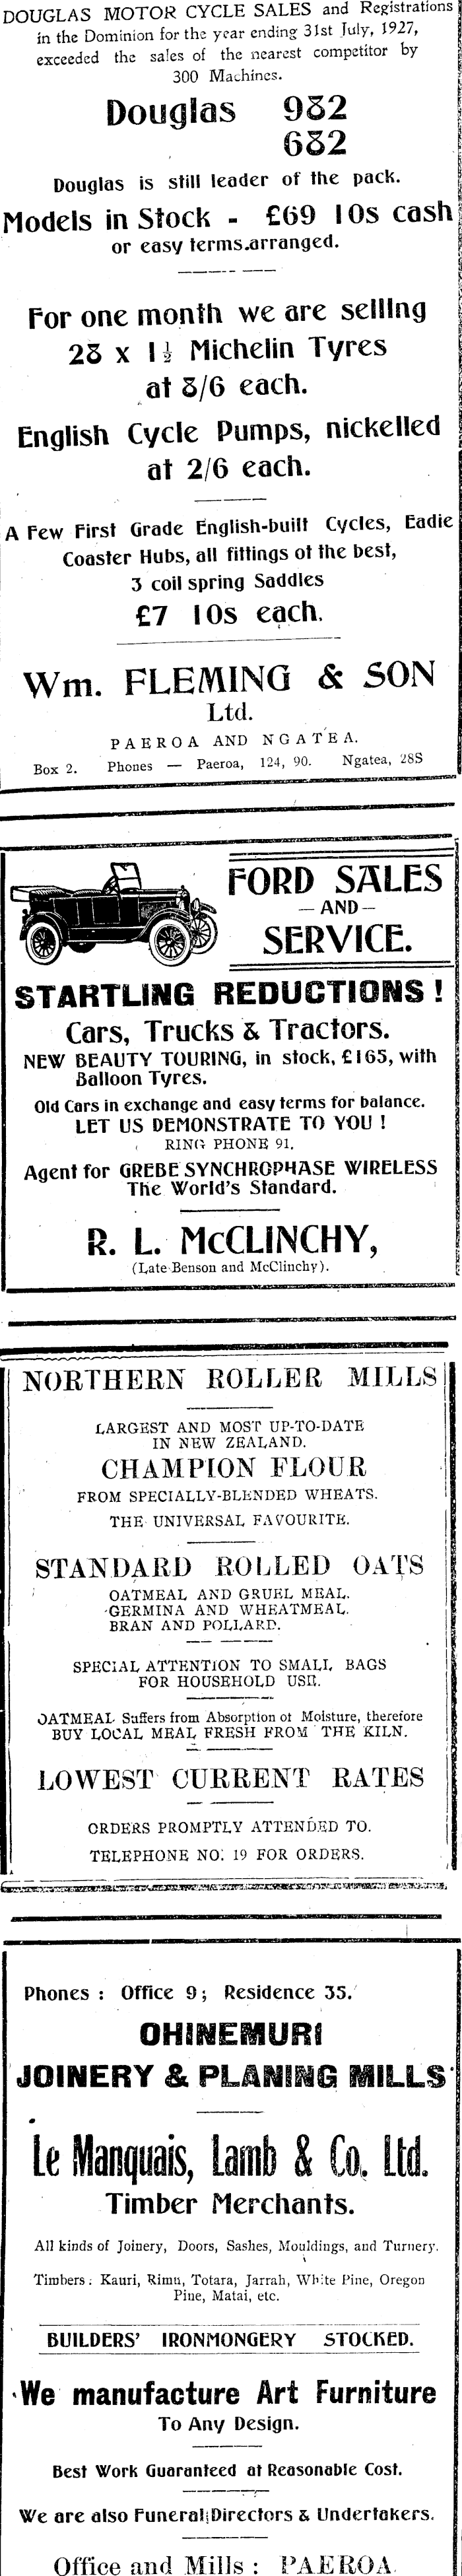 DOUGLAS MOTOR CYCLE SALES and Registrations
in the Dominion for the year ending 31st July, 1927,
exceeded the sales of the nearest competitor by
300 Machines.
Douglas 982
682
Douglas is still leader of the pack.
Models in Stock - £69 10s cash
or easy terms arranged.
For one month we are selling
28 x 1½ Michelin Tyres
at 8/6 each.
English Cycle Pumps, nickelled
at 2/6 each.
A Few First Grade English-built Cycles, Eadie
Coaster Hubs, all fittings of the best,
3 coil spring Saddles
£7 10s each.
Wm. FLEMING & SON
Ltd.
PAEROA AND NGATEA.
Box 2. Phones — Paeroa, 124, 90. Ngatea, 28S
FORD SALES
— AND —
SERVICE.
STARTLING REDUCTIONS !
Cars, Trucks & Tractors.
NEW BEAUTY TOURING, in stock, £165, with
Balloon Tyres.
Old Cars in exchange and easy terms for balance.
LET US DEMONSTRATE TO YOU !
RING PHONE 91.
Agent for GREBE SYNCHROPHASE WIRELESS
The World's Standard.
R. L. McCLINCHY,
(Late Benson and McClinchy).
NORTHERN ROLLER MILLS
LARGEST AND MOST UP-TO-DATE
IN NEW ZEALAND.
CHAMPION FLOUR
FROM SPECIALLY-BLENDED WHEATS.
THE UNIVERSAL FAVOURITE.
STANDARD ROLLED OATS
OATMEAL AND GRUEL MEAL.
GERMINA AND WHEATMEAL.
BRAN AND POLLARD.
SPECIAL ATTENTION TO SMALL BAGS
FOR HOUSEHOLD USE.
OATMEAL Suffers from Absorption of Moisture, therefore
BUY LOCAL MEAL FRESH FROM THE KILN.
LOWEST CURRENT RATES
ORDERS PROMPTLY ATTENDED TO.
TELEPHONE NO. 19 FOR ORDERS.
Phones : Office 9; Residence 35.
OHINEMURI
JOINERY & PLANING MILLS
Le Manquais, Lamb & Co. Ltd.
Timber Merchants.
All kinds of Joinery, Doors, Sashes, Mouldings, and Turnery.
Timbers: Kauri, Rimu, Totara, Jarrah, White Pine, Oregon
Pine, Matai, etc.
BUILDERS' IRONMONGERY STOCKED.
We manufacture Art Furniture
To Any Design.
Best Work Guaranteed at Reasonable Cost.
We are also Funeral Directors & Undertakers.
Office and Mills : PAEROA.